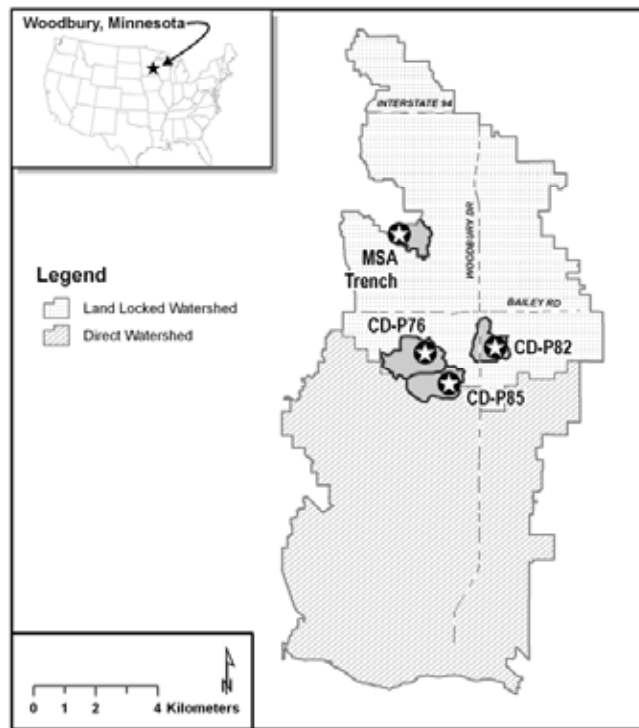 Woodbury, Minnesota
INTERSTATE 94
WOODBURY DR
MSA
Trench
Legend
Land Locked Watershed
Direct Watershed
BAILEY RD
CD-P76
CD-P82
CD-P85
N
0 1 2 4 Kilometers